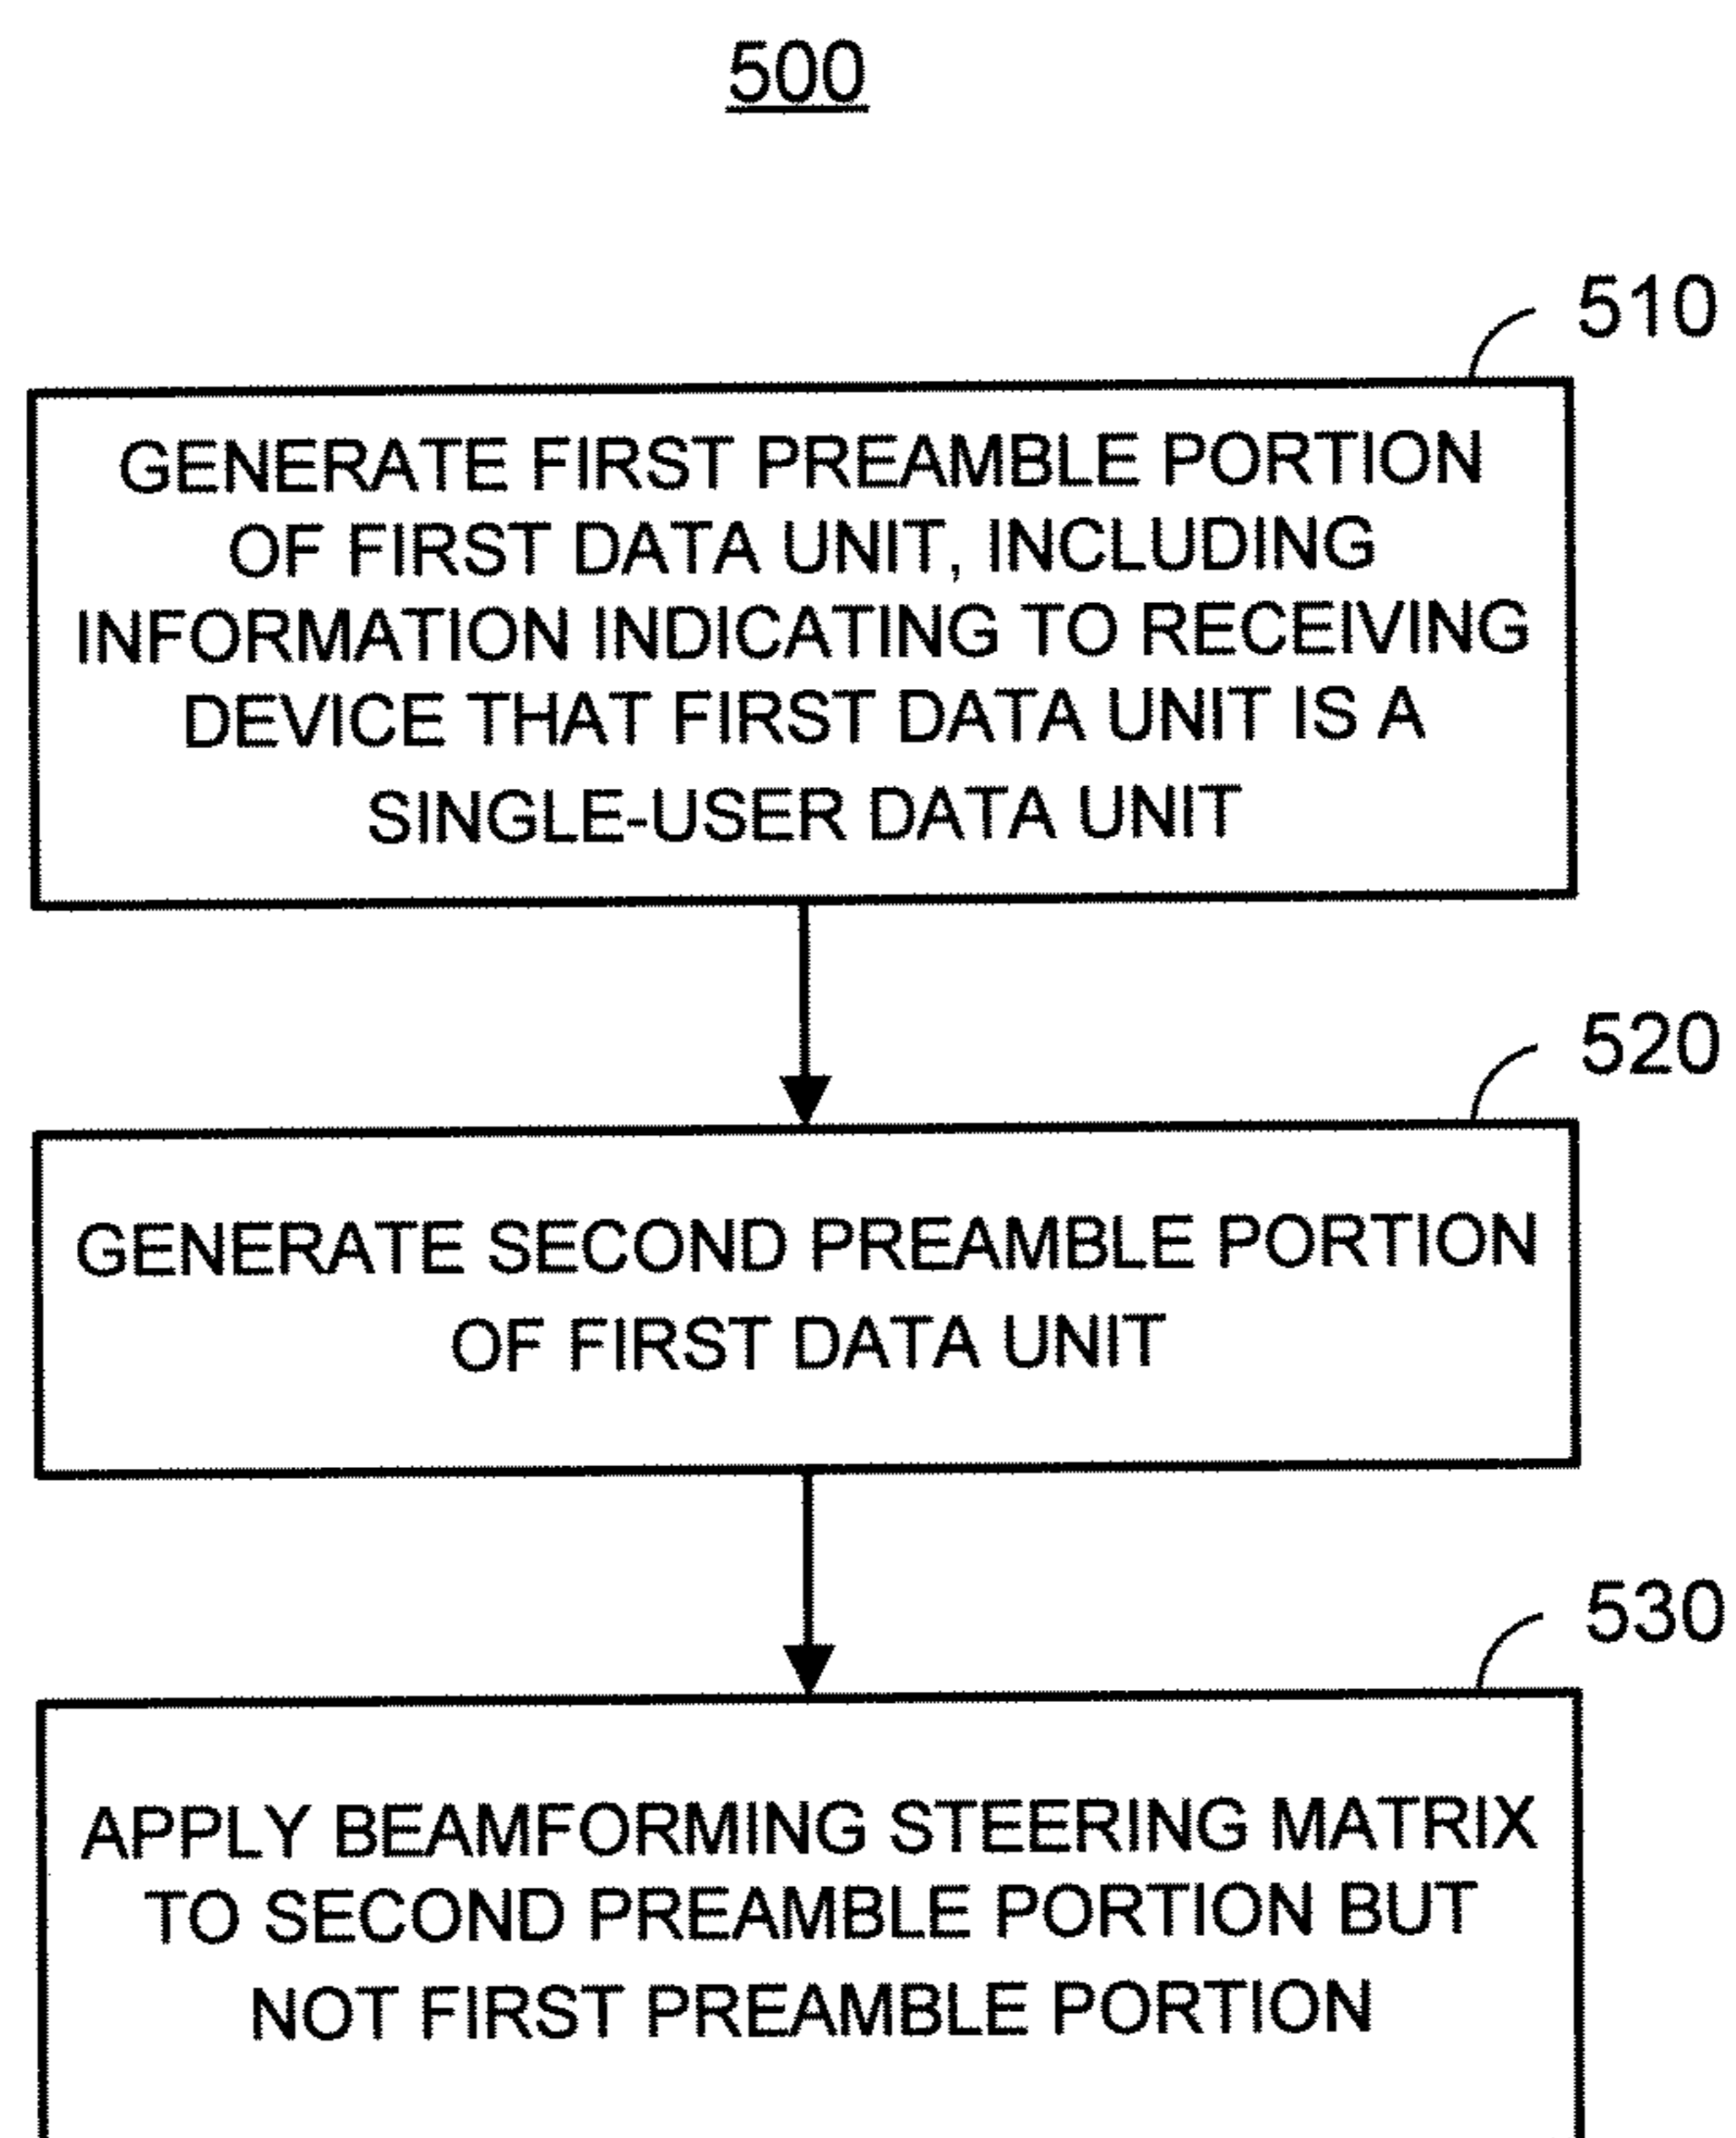 500
510
GENERATE FIRST PREAMBLE PORTION
OF FIRST DATA UNIT, INCLUDING
INFORMATION INDICATING TO RECEIVING
DEVICE THAT FIRST DATA UNIT IS A
SINGLE-USER DATA UNIT
520
GENERATE SECOND PREAMBLE PORTION
OF FIRST DATA UNIT
530
APPLY BEAMFORMING STEERING MATRIX
TO SECOND PREAMBLE PORTION BUT
NOT FIRST PREAMBLE PORTION